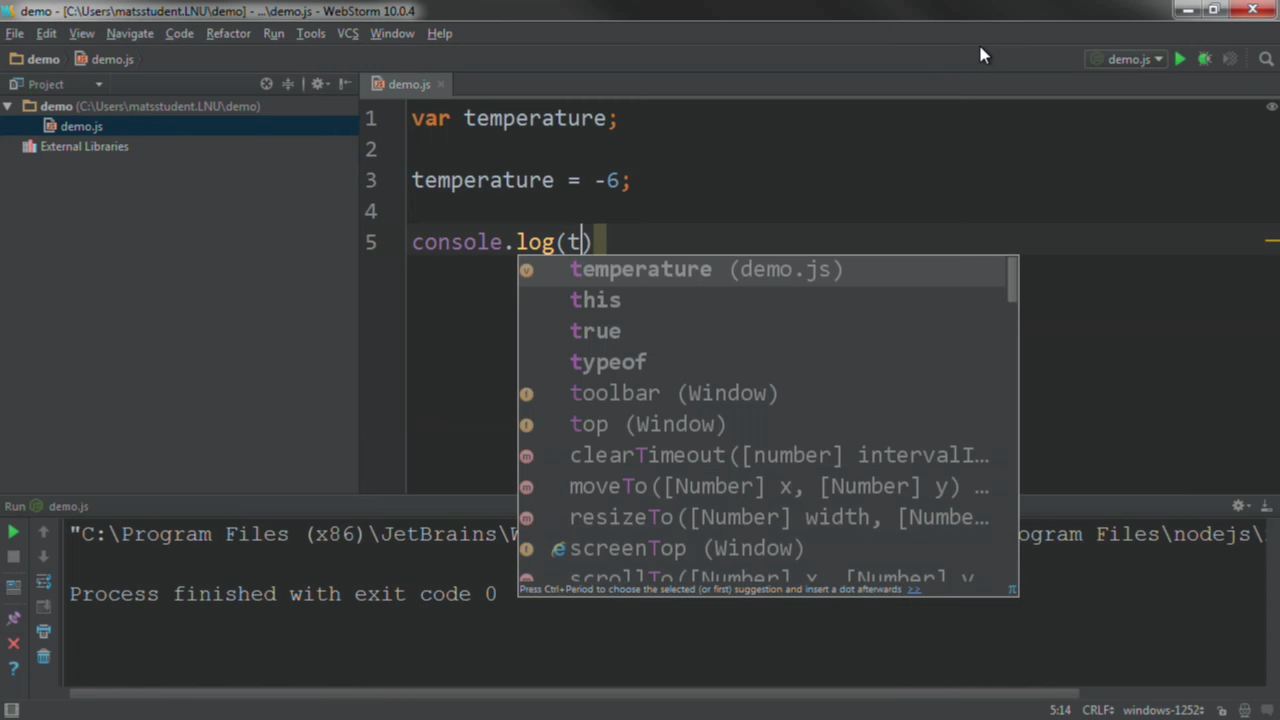 demo - [C:\Users\matsstudent.LNU\demo] - ...\demo.js - WebStorm 10.0.4
File Edit View Navigate Code Refactor Run Tools VCS Window Help
demo demo.js demo.js
Project demo.js
demo (C:\Users\matsstudent.LNU\demo)
demo.js
External Libraries
1 var temperature;
2
3 temperature = -6;
4
5 console.log(t)
temperature (demo.js)
this
true
typeof
toolbar (Window)
top (Window)
clearTimeout([number] intervalI…
moveTo([Number] x, [Number] y) …
resizeTo([Number] width, [Numbe…
screenTop (Window)
scrollTo([Number] x, [Number] y
Press Ctrl+Period to choose the selected (or first) suggestion and insert a dot afterwards >>
π
Run demo.js
"C:\Program Files (x86)\JetBrains\W ogram Files\nodejs\
Process finished with exit code 0
5:14 CRLF windows-1252